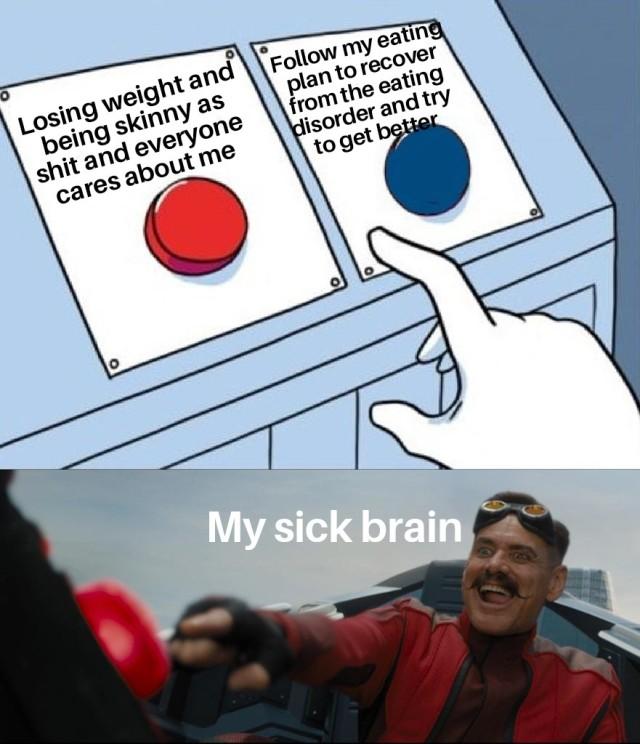 Losing weight and
being skinny as
shit and everyone
cares about me
Follow my eating
plan to recover
from the eating
disorder and try
to get better
My sick brain